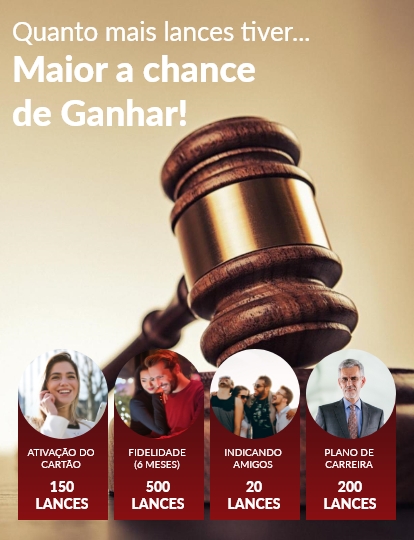 Quanto mais lances tiver...
Maior a chance
de Ganhar!
ATIVAÇÃO DO
CARTÃO
150
LANCES
FIDELIDADE
(6 MESES)
500
LANCES
INDICANDO
AMIGOS
20
LANCES
PLANO DE
CARREIRA
200
LANCES